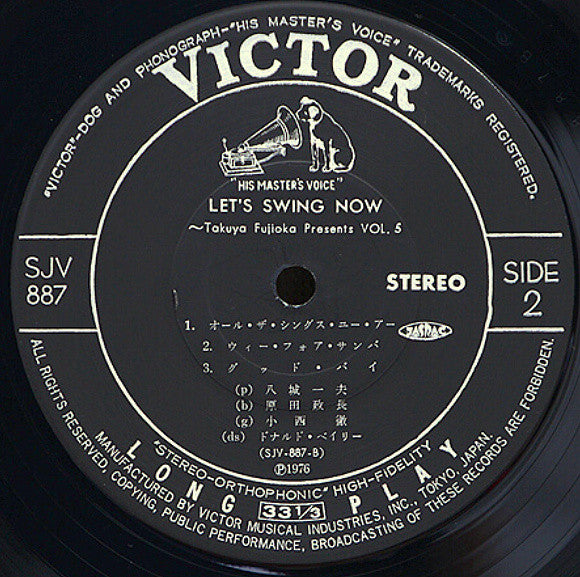 "VICTOR"-DOG AND PHONOGRAPH-"HIS MASTER'S VOICE" TRADEMARKS REGISTERED.
VICTOR
"HIS MASTER'S VOICE"
LET'S SWING NOW
~Takuya Fujioka Presents VOL. 5
SJV
887
STEREO
SIDE
2
1. オール・ザ・シングス・ユー・アー
JASRAC
2. ウィー・フォア・サンバ
3. グッド・バイ
(p) 八城一夫
(b) 原田政長
(g) 小西徹
(ds) ドナルド・ベイリー
(SJV-887-B)
Ⓟ1976
"STEREO-ORTHOPHONIC" HIGH-FIDELITY
LONG 33 1/3 PLAY
MANUFACTURED BY VICTOR MUSICAL INDUSTRIES, INC., TOKYO, JAPAN.
ALL RIGHTS RESERVED, COPYING, PUBLIC PERFORMANCE, BROADCASTING OF THESE RECORDS ARE FORBIDDEN.